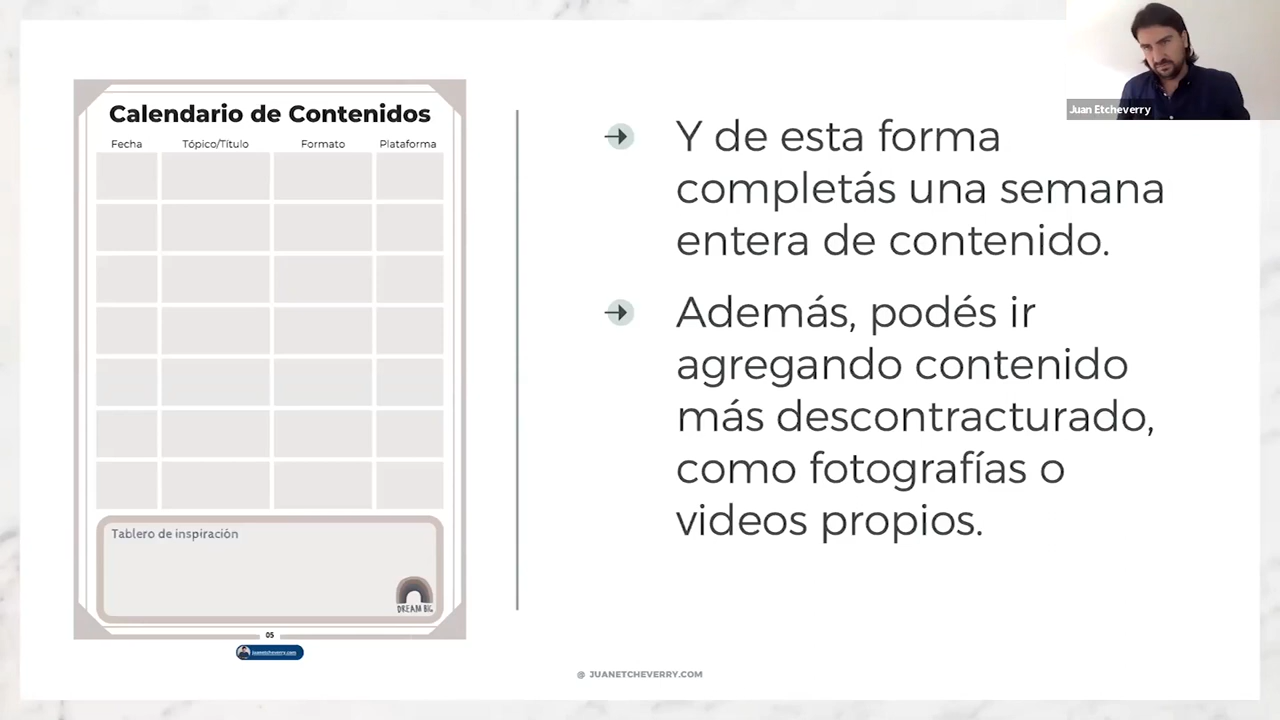 Calendario de Contenidos
Fecha Tópico/Título Formato Plataforma
Tablero de inspiración
DREAM BIG
05
juanetcheverry.com
Y de esta forma
completás una semana
entera de contenido.
Además, podés ir
agregando contenido
más descontracturado,
como fotografías o
videos propios.
Juan Etcheverry
@ JUANETCHEVERRY.COM